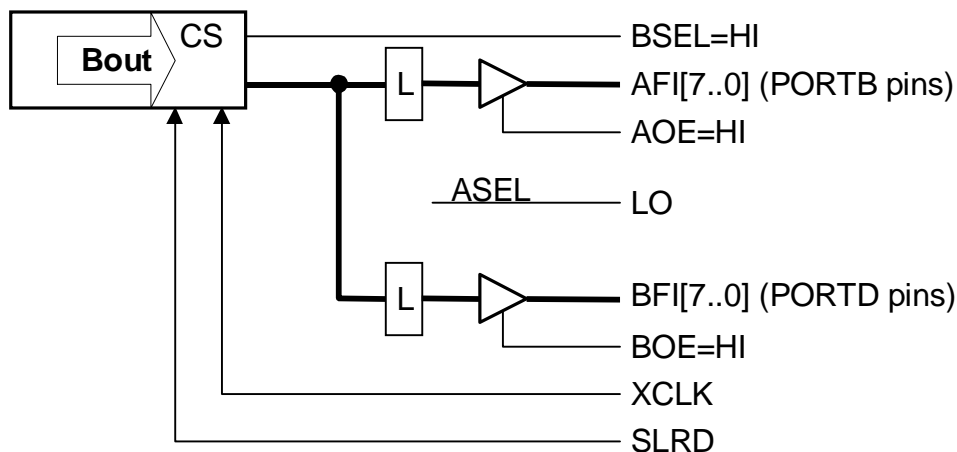 CS
Bout
BSEL=HI
L
AFI[7..0] (PORTB pins)
AOE=HI
ASEL
LO
L
BFI[7..0] (PORTD pins)
BOE=HI
XCLK
SLRD